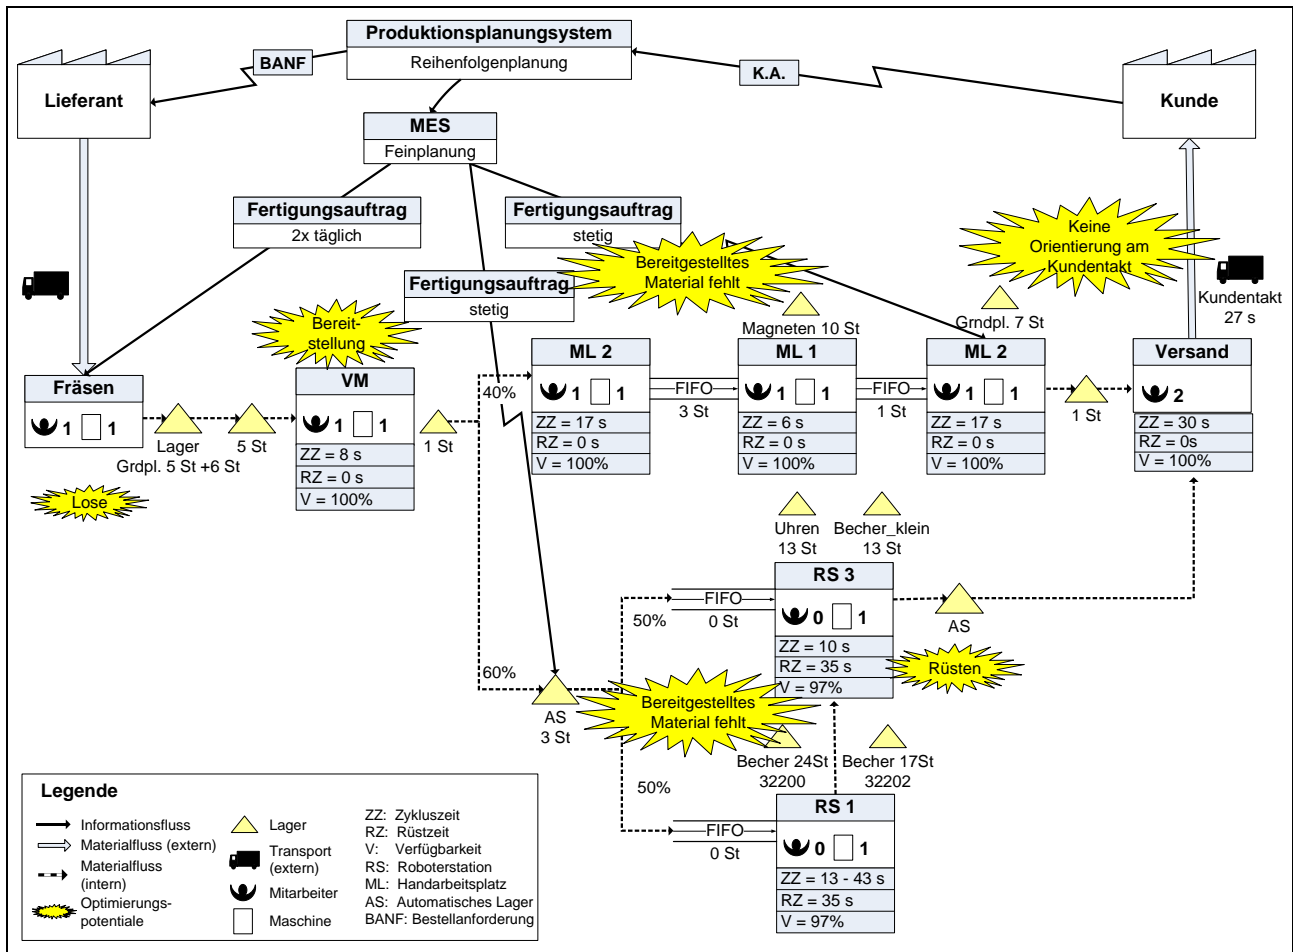 Produktionsplanungsystem
Reihenfolgenplanung
BANF
K.A.
Lieferant
Kunde
MES
Feinplanung
Fertigungsauftrag
2x täglich
Fertigungsauftrag
stetig
Fertigungsauftrag
stetig
Bereitgestelltes
Material fehlt
Keine
Orientierung am
Kundentakt
Kundentakt
27 s
Bereit-
stellung
Magneten 10 St
Grndpl. 7 St
Fräsen
1 1
Lager
Grdpl. 5 St +6 St
5 St
Lose
VM
1 1
ZZ = 8 s
RZ = 0 s
V = 100%
1 St
40%
60%
ML 2
1 1
ZZ = 17 s
RZ = 0 s
V = 100%
FIFO
3 St
ML 1
1 1
ZZ = 6 s
RZ = 0 s
V = 100%
FIFO
1 St
ML 2
1 1
ZZ = 17 s
RZ = 0 s
V = 100%
1 St
Versand
2
ZZ = 30 s
RZ = 0s
V = 100%
Uhren
13 St
Becher_klein
13 St
AS
3 St
50%
FIFO
0 St
RS 3
0 1
ZZ = 10 s
RZ = 35 s
V = 97%
AS
Rüsten
Bereitgestelltes
Material fehlt
Becher 24St
32200
Becher 17St
32202
50%
FIFO
0 St
RS 1
0 1
ZZ = 13 - 43 s
RZ = 35 s
V = 97%
Legende
Informationsfluss
Materialfluss (extern)
Materialfluss
(intern)
Optimierungs-
potentiale
Lager
Transport
(extern)
Mitarbeiter
Maschine
ZZ: Zykluszeit
RZ: Rüstzeit
V: Verfügbarkeit
RS: Roboterstation
ML: Handarbeitsplatz
AS: Automatisches Lager
BANF: Bestellanforderung